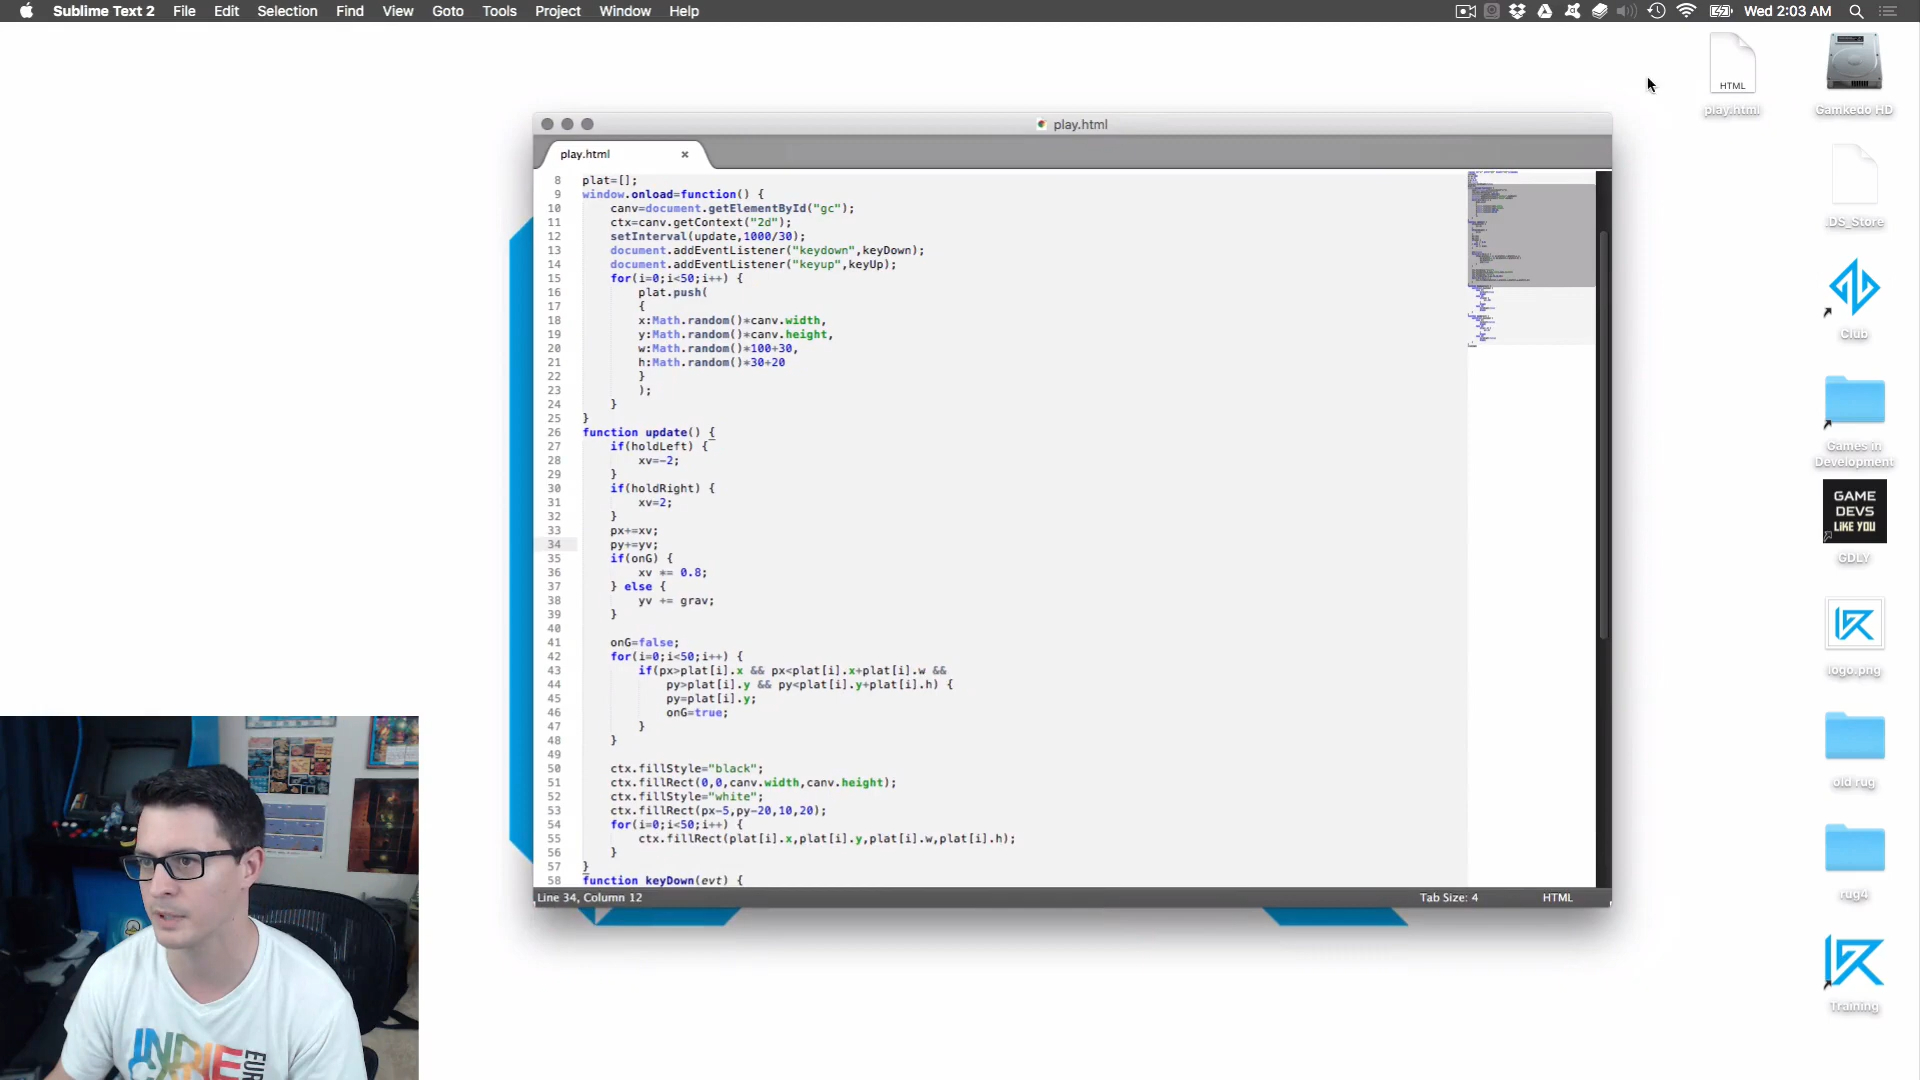 Sublime Text 2 File Edit Selection Find View Goto Tools Project Window Help
Wed 2:03 AM
HTML
play.html
Gamkedo HD
.DS_Store
Club
Games in
Development
GAME
DEVS
LIKE YOU
GDLY
logo.png
old rug
rug4
Training
play.html
play.html
8 plat=[];
9 window.onload=function() {
10 canv=document.getElementById("gc");
11 ctx=canv.getContext("2d");
12 setInterval(update,1000/30);
13 document.addEventListener("keydown",keyDown);
14 document.addEventListener("keyup",keyUp);
15 for(i=0;i<50;i++) {
16 plat.push(
17 {
18 x:Math.random()*canv.width,
19 y:Math.random()*canv.height,
20 w:Math.random()*100+30,
21 h:Math.random()*30+20
22 }
23 );
24 }
25 }
26 function update() {
27 if(holdLeft) {
28 xv=-2;
29 }
30 if(holdRight) {
31 xv=2;
32 }
33 px+=xv;
34 py+=yv;
35 if(onG) {
36 xv *= 0.8;
37 } else {
38 yv += grav;
39 }
40
41 onG=false;
42 for(i=0;i<50;i++) {
43 if(px>plat[i].x && px<plat[i].x+plat[i].w &&
44 py>plat[i].y && py<plat[i].y+plat[i].h) {
45 py=plat[i].y;
46 onG=true;
47 }
48 }
49
50 ctx.fillStyle="black";
51 ctx.fillRect(0,0,canv.width,canv.height);
52 ctx.fillStyle="white";
53 ctx.fillRect(px-5,py-20,10,20);
54 for(i=0;i<50;i++) {
55 ctx.fillRect(plat[i].x,plat[i].y,plat[i].w,plat[i].h);
56 }
57 }
58 function keyDown(evt) {
Line 34, Column 12
Tab Size: 4
HTML
INDIE